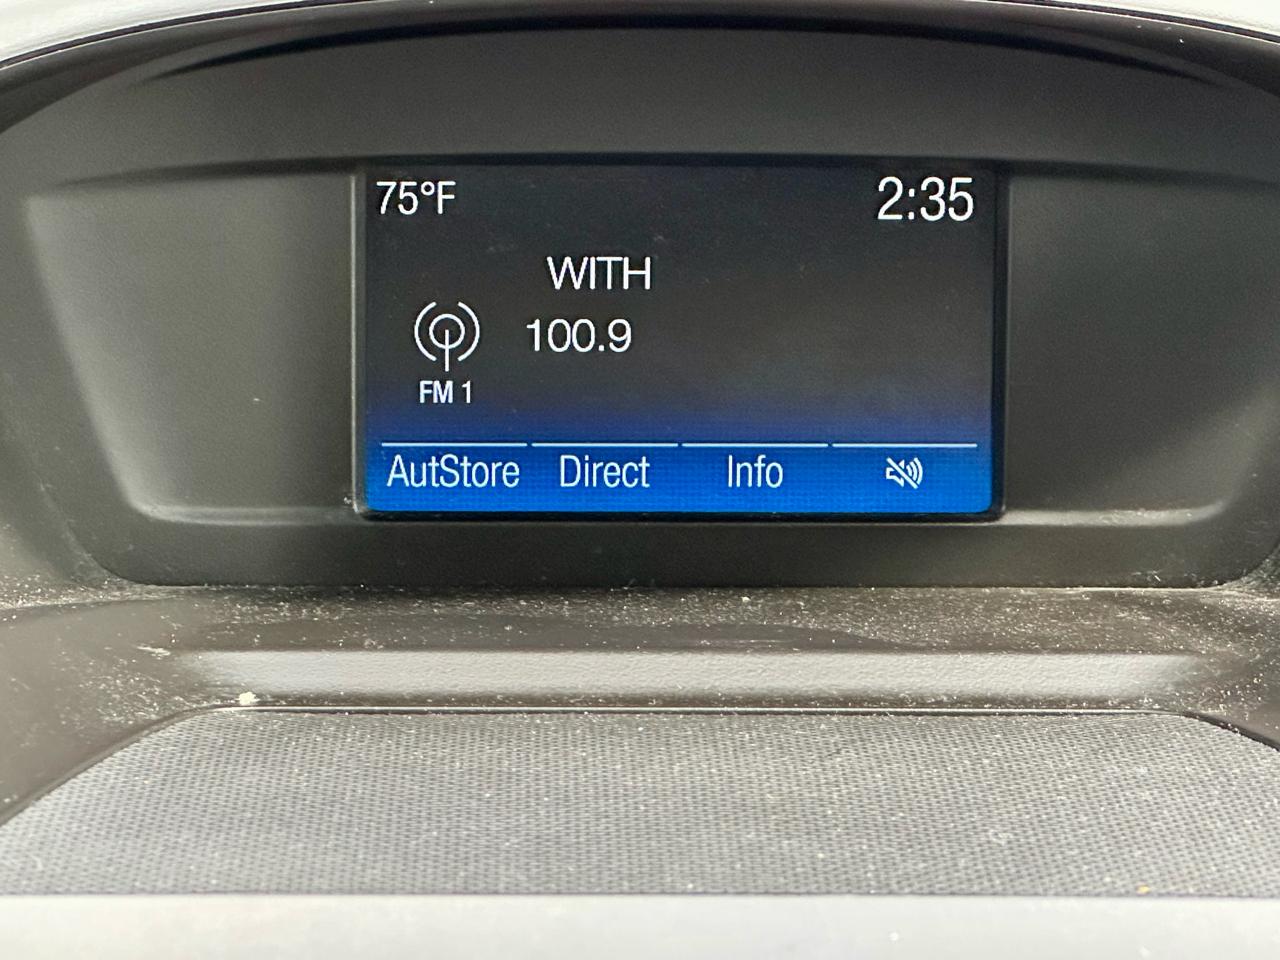 75°F 2:35
WITH
100.9
FM 1
AutStore Direct Info